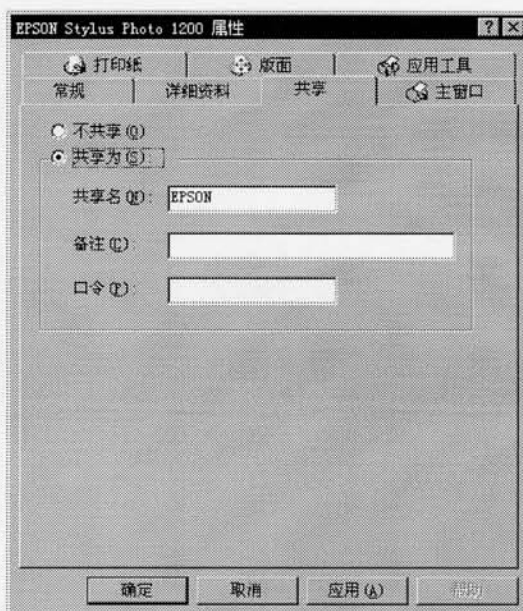 EPSON Stylus Photo 1200 属性
打印纸 版面 应用工具
常规 详细资料 共享 主窗口
不共享(O)
共享为(S):
共享名(N): EPSON
备注(C):
口令(P):
确定 取消 应用(A) 帮助